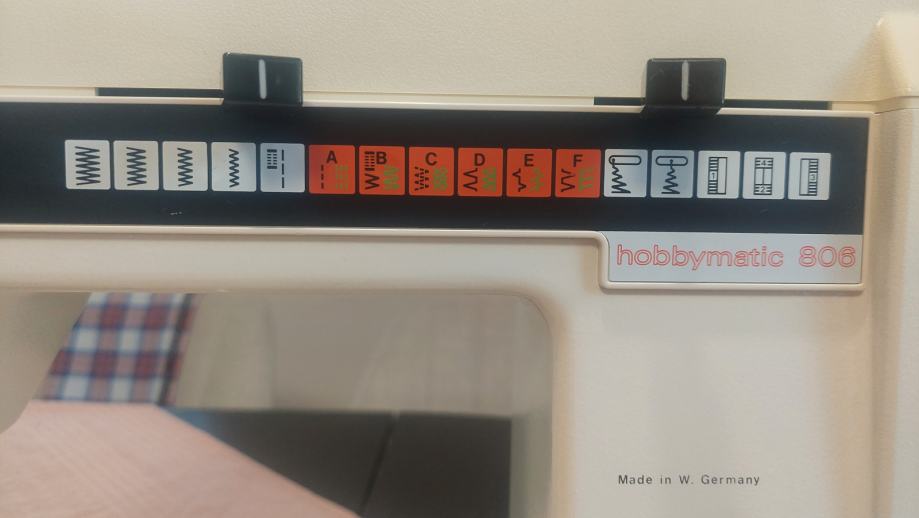 A B C D E F
hobbymatic 806
Made in W. Germany